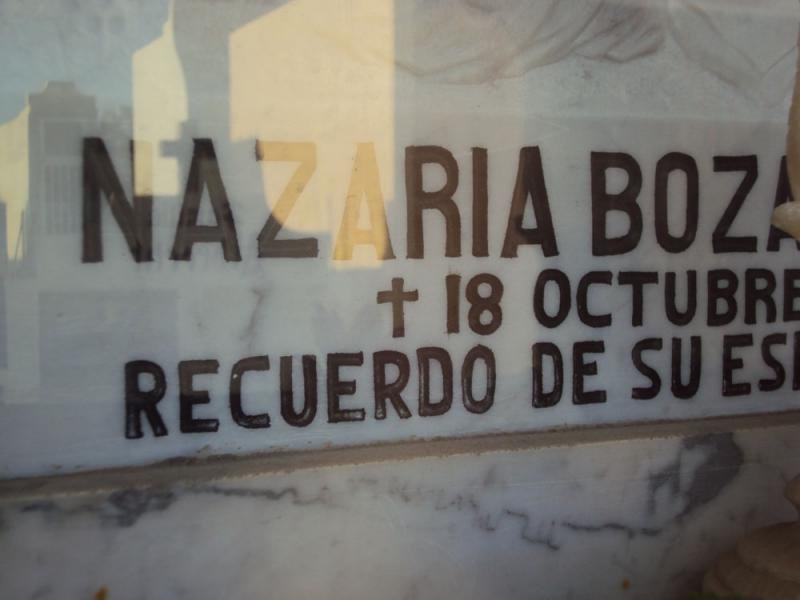 NAZARIA BOZA
† 18 OCTUBRE
RECUERDO DE SU ES